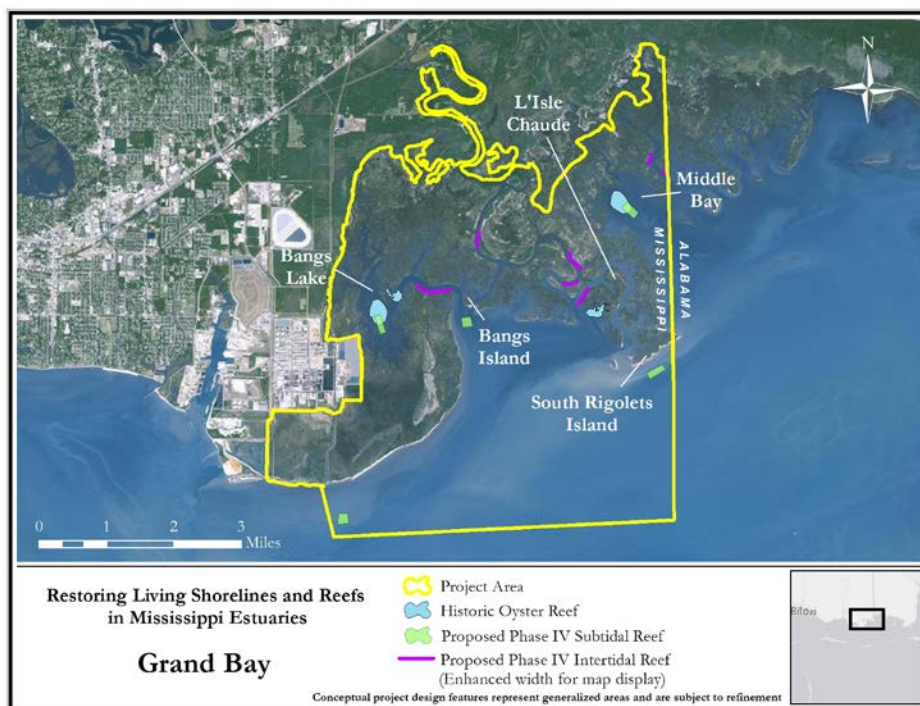 N
L'Isle
Chaude
Middle
Bay
MISSISSIPPI
ALABAMA
Bangs
Lake
Bangs
Island
South Rigolets
Island
0 1 2 3
Miles
Restoring Living Shorelines and Reefs
in Mississippi Estuaries
Grand Bay
Project Area
Historic Oyster Reef
Proposed Phase IV Subtidal Reef
Proposed Phase IV Intertidal Reef
(Enhanced width for map display)
Conceptual project design features represent generalized areas and are subject to refinement
Biloxi